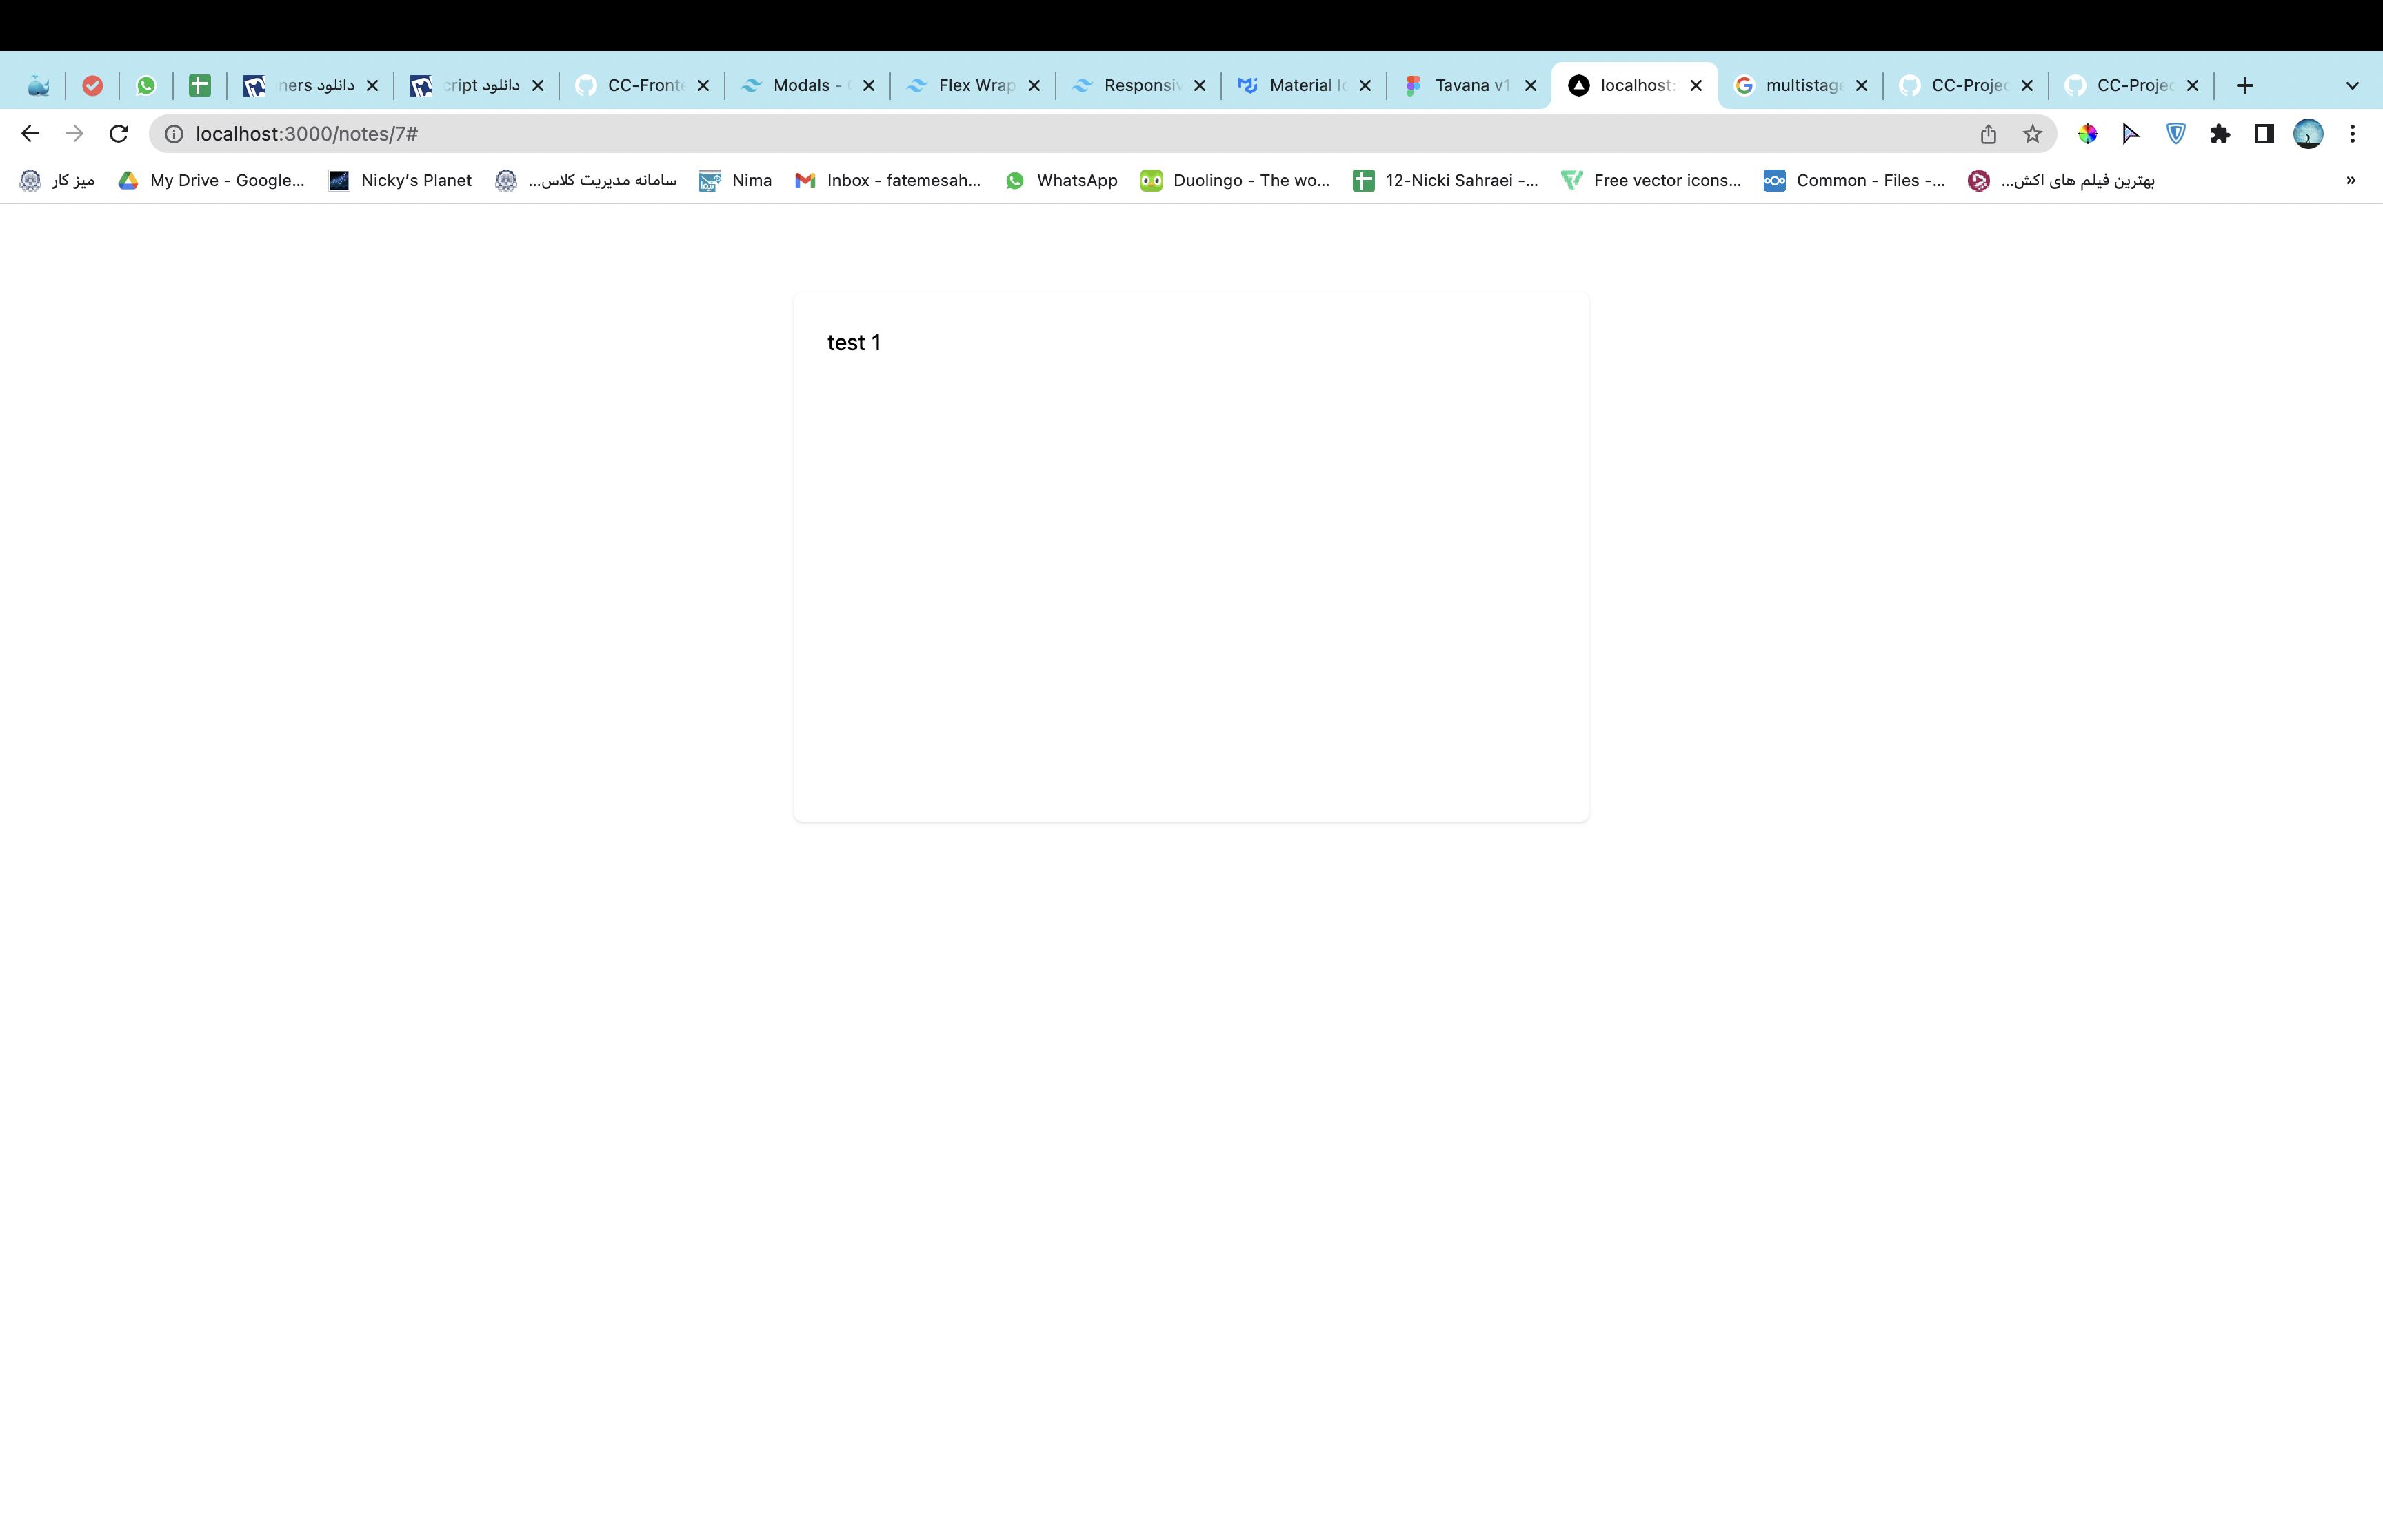 ners دانلود
cript دانلود
CC-Fronte
Modals - (
Flex Wrap
Responsiv
Material Ic
Tavana v1
localhost:
multistage
CC-Projec
CC-Projec
localhost:3000/notes/7#
میز کار
My Drive - Google...
Nicky's Planet
سامانه مدیریت کلاس...
Nima
Inbox - fatemesah...
WhatsApp
Duolingo - The wo...
12-Nicki Sahraei -...
Free vector icons...
Common - Files -...
بهترین فیلم های اکش...
»
test 1